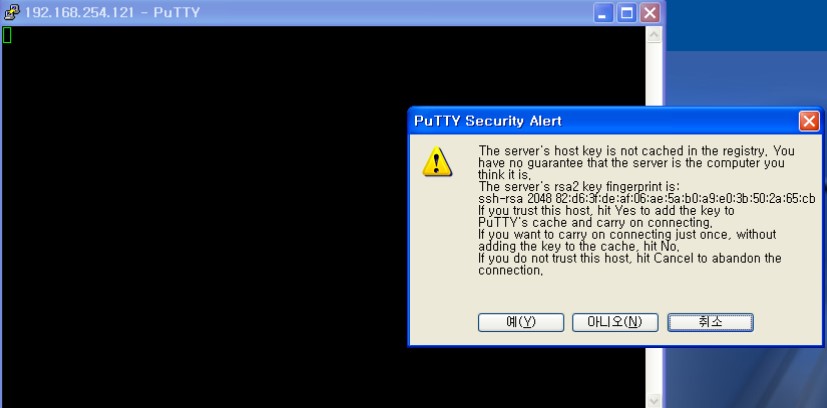 192.168.254.121 - PuTTY
PuTTY Security Alert
The server's host key is not cached in the registry. You
have no guarantee that the server is the computer you
think it is.
The server's rsa2 key fingerprint is:
ssh-rsa 2048 82:d6:3f:de:af:06:ae:5a:b0:a9:e0:3b:50:2a:65:cb
If you trust this host, hit Yes to add the key to
PuTTY's cache and carry on connecting.
If you want to carry on connecting just once, without
adding the key to the cache, hit No.
If you do not trust this host, hit Cancel to abandon the
connection.
예(Y) 아니오(N) 취소